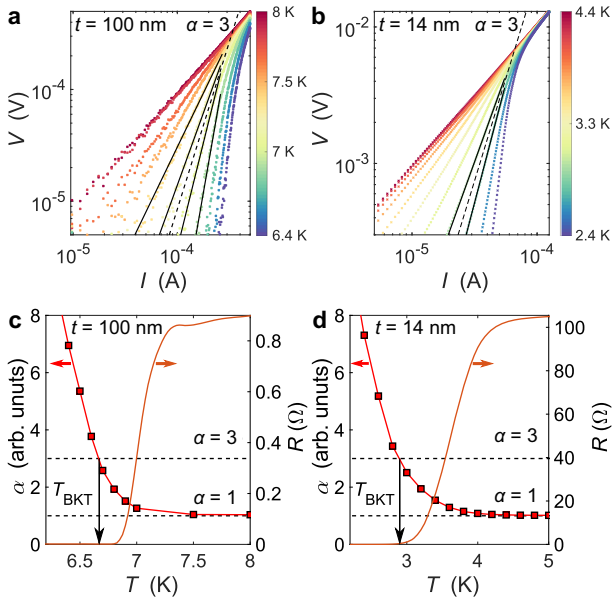 a
t = 100 nm
α = 3
8 K
7.5 K
7 K
6.4 K
10⁻⁴
10⁻⁵
V (V)
10⁻⁵
10⁻⁴
I (A)
b
t = 14 nm
α = 3
4.4 K
3.3 K
2.4 K
10⁻²
10⁻³
V (V)
10⁻⁵
10⁻⁴
I (A)
c
t = 100 nm
8
6
4
2
0
α (arb. unuts)
α = 3
α = 1
T_BKT
0.8
0.6
0.4
0.2
0
R (Ω)
6.5
7
7.5
8
T (K)
d
t = 14 nm
8
6
4
2
0
α (arb. unuts)
α = 3
α = 1
T_BKT
100
80
60
40
20
0
R (Ω)
3
4
5
T (K)